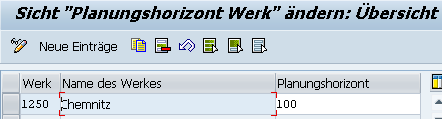 Sicht "Planungshorizont Werk" ändern: Übersicht
Neue Einträge
Werk Name des Werkes Planungshorizont
1250 Chemnitz 100